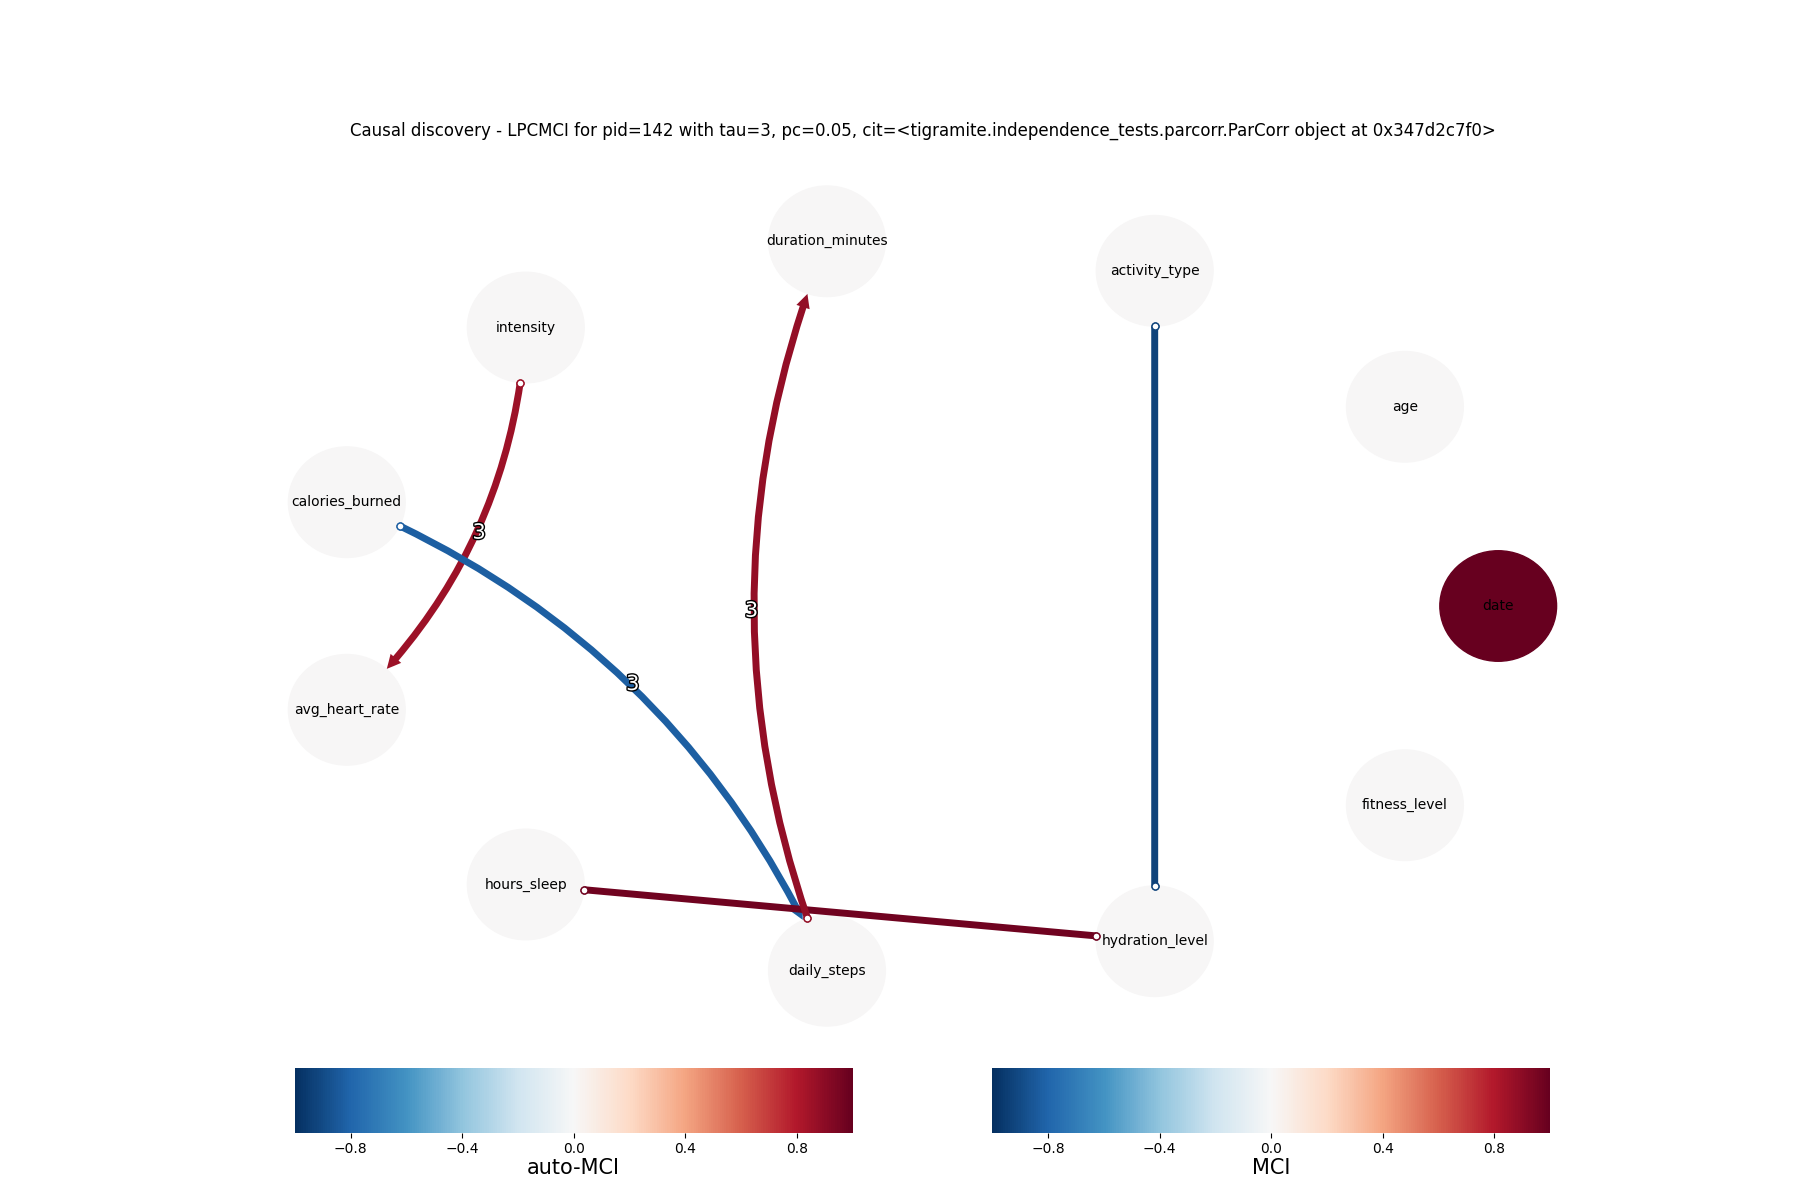 Causal discovery - LPCMCI for pid=142 with tau=3, pc=0.05, cit=<tigramite.independence_tests.parcorr.ParCorr object at 0x347d2c7f0>
duration_minutes
activity_type
intensity
age
calories_burned
3
date
3
3
avg_heart_rate
fitness_level
hours_sleep
hydration_level
daily_steps
−0.8 −0.4 0.0 0.4 0.8
auto-MCI
−0.8 −0.4 0.0 0.4 0.8
MCI